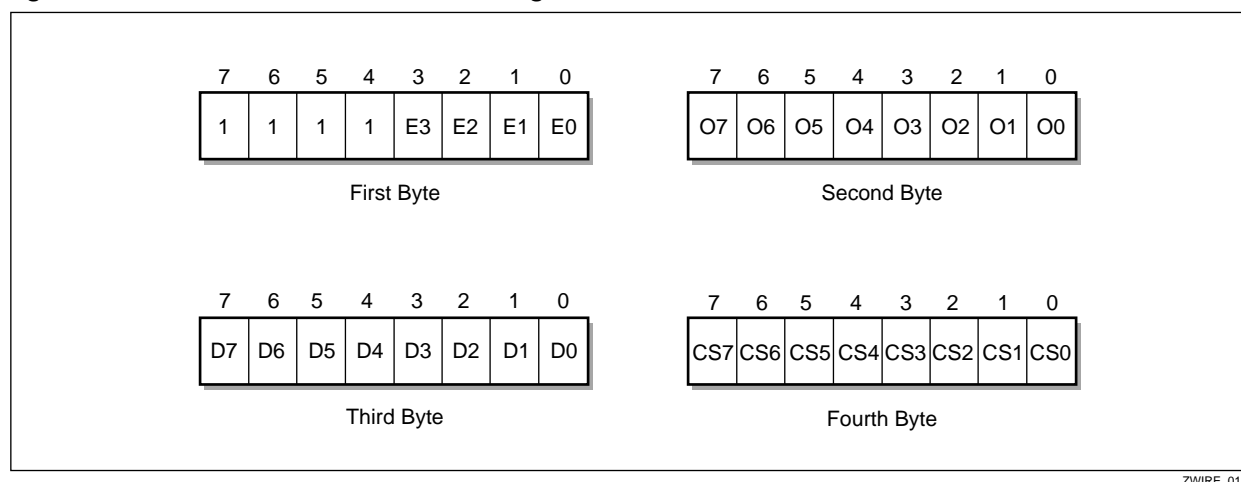 7 6 5 4 3 2 1 0
1 1 1 1 E3 E2 E1 E0
First Byte
7 6 5 4 3 2 1 0
O7 O6 O5 O4 O3 O2 O1 O0
Second Byte
7 6 5 4 3 2 1 0
D7 D6 D5 D4 D3 D2 D1 D0
Third Byte
7 6 5 4 3 2 1 0
CS7 CS6 CS5 CS4 CS3 CS2 CS1 CS0
Fourth Byte